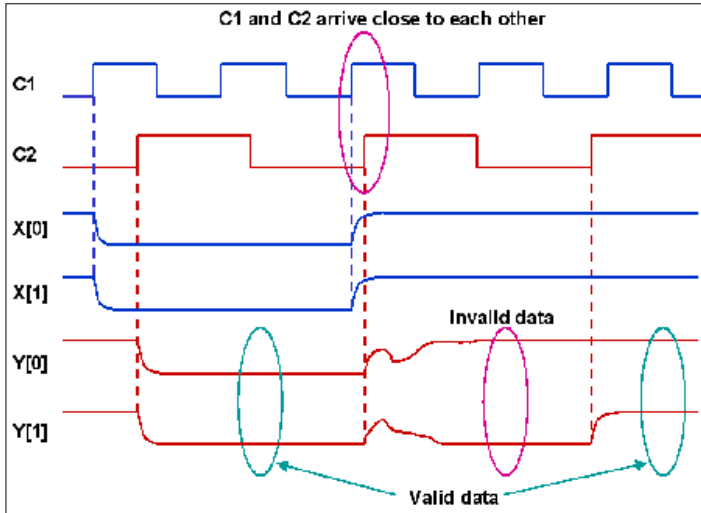 C1 and C2 arrive close to each other
C1
C2
X[0]
X[1]
Invalid data
Y[0]
Y[1]
Valid data